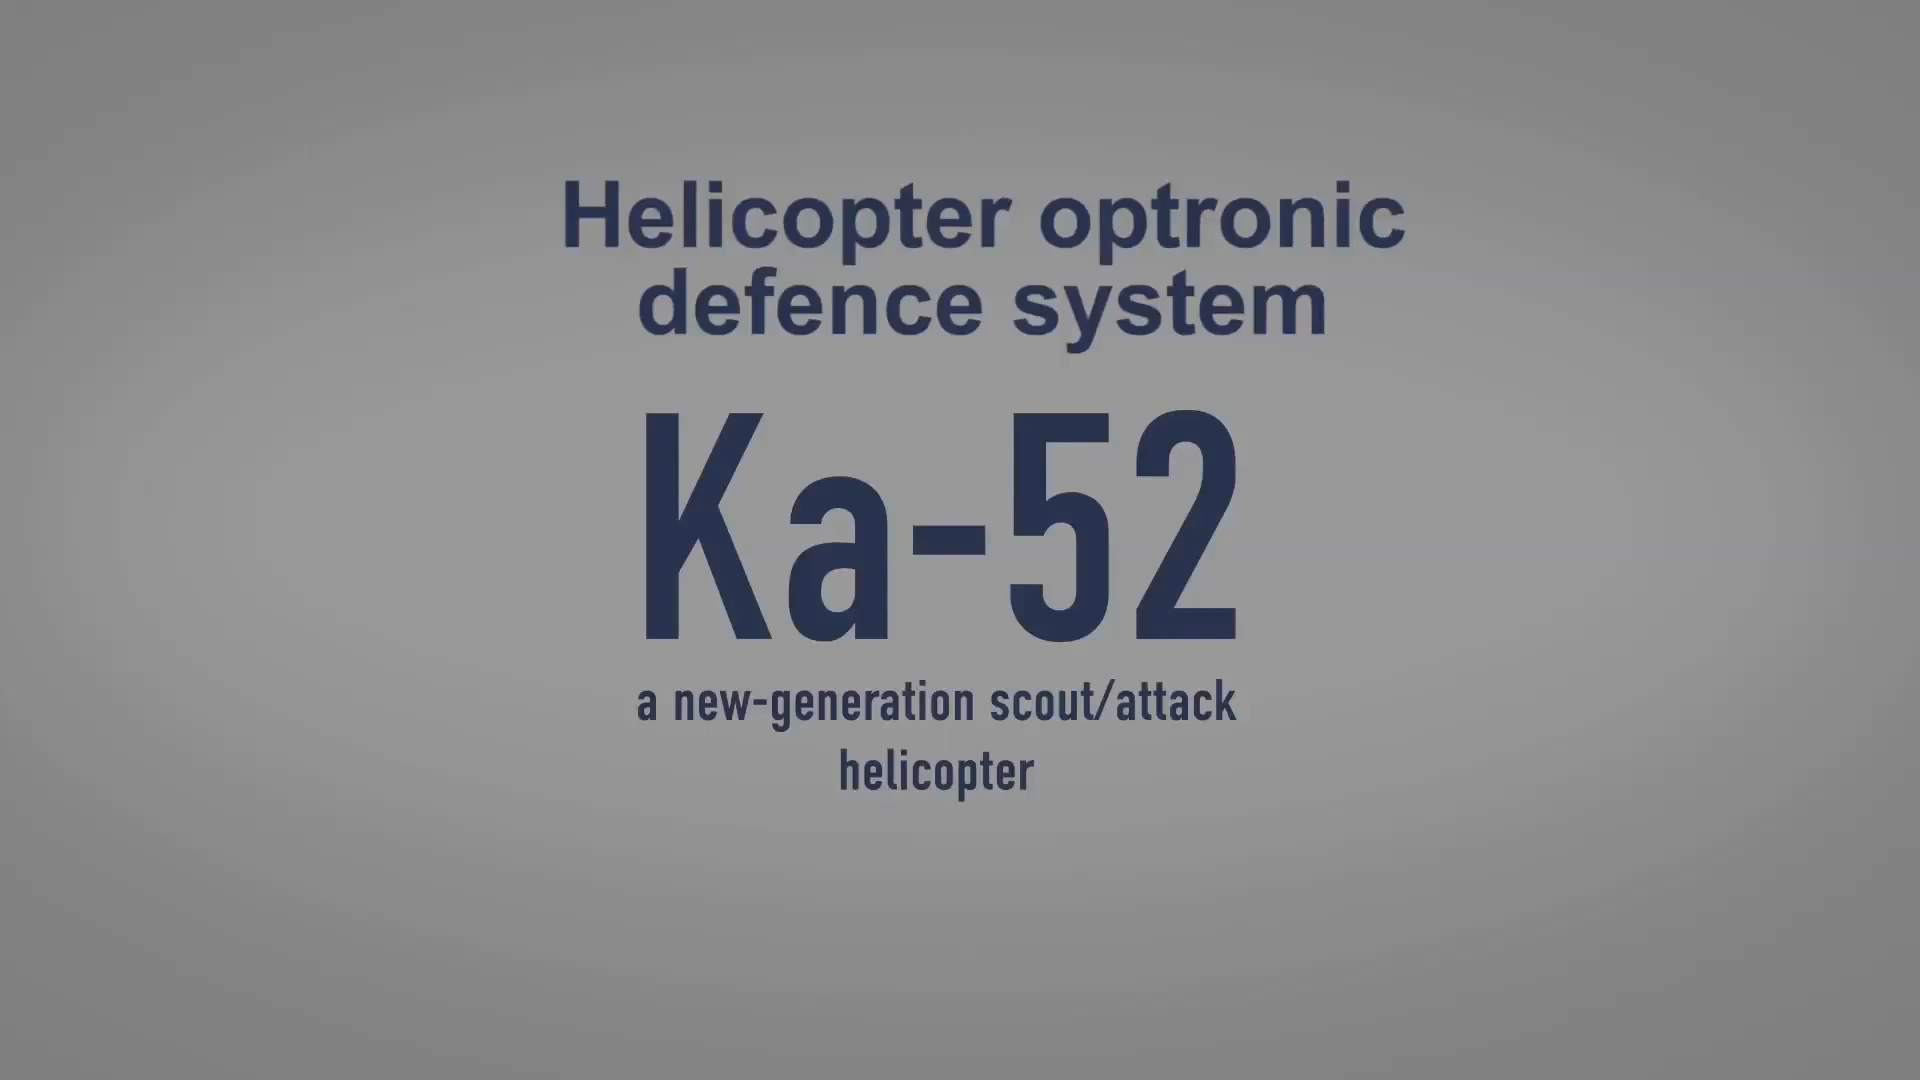 Helicopter optronic
defence system
Ka-52
a new-generation scout/attack
helicopter